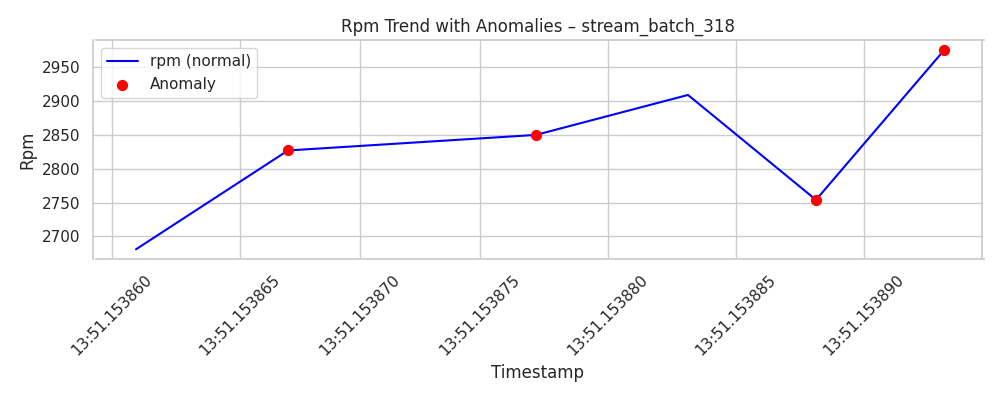 Rpm Trend with Anomalies – stream_batch_318
rpm (normal)
Anomaly
Rpm
2950
2900
2850
2800
2750
2700
13:51.153860
13:51.153865
13:51.153870
13:51.153875
13:51.153880
13:51.153885
13:51.153890
Timestamp